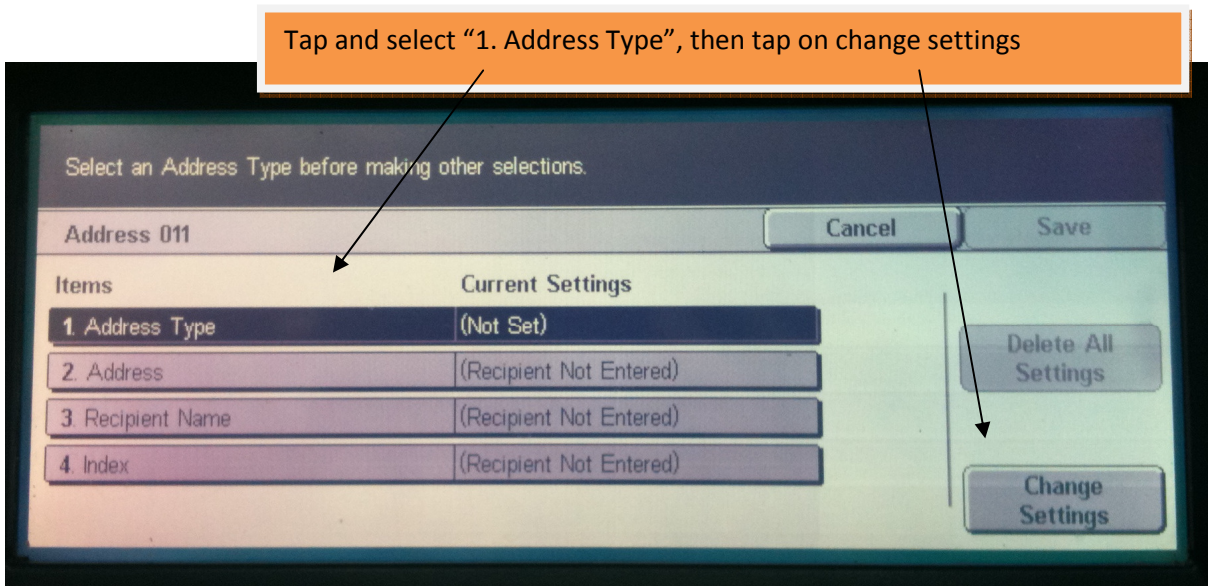 Tap and select “1. Address Type”, then tap on change settings
Select an Address Type before making other selections.
Address 011
Cancel
Save
Items
Current Settings
1. Address Type
(Not Set)
2. Address
(Recipient Not Entered)
3. Recipient Name
(Recipient Not Entered)
4. Index
(Recipient Not Entered)
Delete All
Settings
Change
Settings